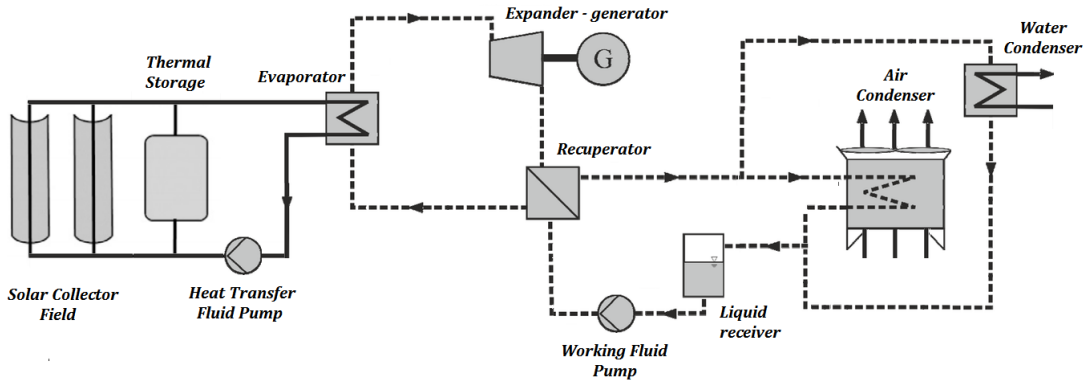 Expander - generator
G
Water
Condenser
Thermal
Storage
Evaporator
Air
Condenser
Recuperator
Solar Collector
Field
Heat Transfer
Fluid Pump
Liquid
receiver
Working Fluid
Pump